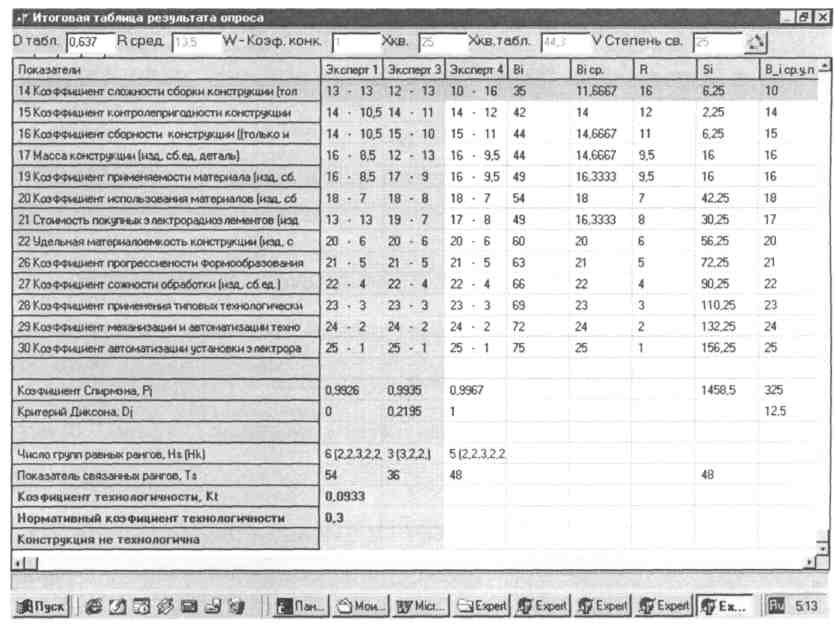 Итоговая таблица результата опроса
D табл. 0,637 R сред. 13,5 W - Коэф. конк. 1 Xкв. 25 Xкв.табл. 44,3 V Степень св. 25
Показатели Эксперт 1 Эксперт 3 Эксперт 4 Bi Bi ср. R Si B_i ср.у.п
14 Коэффициент сложности сборки конструкции (тол 13 - 13 12 - 13 10 - 16 35 11,6667 16 6,25 10
15 Коэффициент контролепригодности конструкции 14 - 10,5 14 - 11 14 - 12 42 14 12 2,25 14
16 Коэффициент сборности конструкции ((только и 14 - 10,5 15 - 10 15 - 11 44 14,6667 11 6,25 15
17 Масса конструкции (изд, сб.ед, деталь) 16 - 8,5 12 - 13 16 - 9,5 44 14,6667 9,5 16 16
19 Коэффициент применяемости материала (изд, сб. 16 - 8,5 17 - 9 16 - 9,5 49 16,3333 9,5 16 16
20 Коэффициент использования материалов (изд, сб 18 - 7 18 - 8 18 - 7 54 18 7 42,25 18
21 Стоимость покупных электрорадиоэлементов (изд 13 - 13 19 - 7 17 - 8 49 16,3333 8 30,25 17
22 Удельная материалоемкость конструкции (изд, с 20 - 6 20 - 6 20 - 6 60 20 6 56,25 20
26 Коэффициент прогрессивности формообразования 21 - 5 21 - 5 21 - 5 63 21 5 72,25 21
27 Коэффициент сожности обработки (изд, сб.ед.) 22 - 4 22 - 4 22 - 4 66 22 4 90,25 22
28 Коэффициент применения типовых технологически 23 - 3 23 - 3 23 - 3 69 23 3 110,25 23
29 Коэффициент механизации и автоматизации техно 24 - 2 24 - 2 24 - 2 72 24 2 132,25 24
30 Коэффициент автоматизации установки электрора 25 - 1 25 - 1 25 - 1 75 25 1 156,25 25
Коэфициент Спирмэна, Pj 0,9926 0,9935 0,9967 1458,5 325
Критерий Диксона, Dj 0 0,2195 1 12,5
Число групп равных рангов, Hs (Hk) 6 (2,2,3,2,2, 3 (3,2,2,) 5 (2,2,3,2,2
Показатель связанных рангов, Ts 54 36 48 48
Коэфициент технологичности, Kt 0,0933
Нормативный коэфициент технологичности 0,3
Конструкция не технологична
Пуск Пан... Мои... Micr... Expert Expert Expert Expert Ex... Ru 5:13